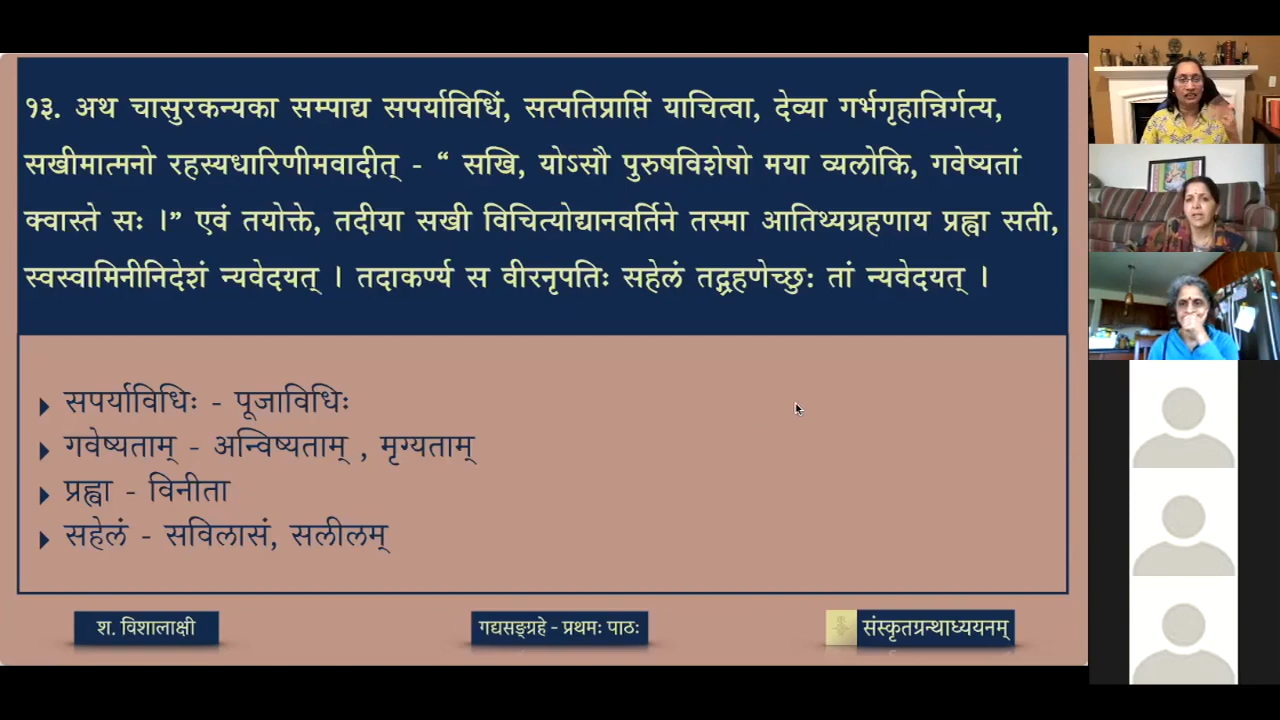 १३. अथ चासुरकन्यका सम्पाद्य सपर्याविधिं, सत्पतिप्राप्तिं याचित्वा, देव्या गर्भगृहान्निर्गत्य,
सखीमात्मनो रहस्यधारिणीमवादीत् - “ सखि, योऽसौ पुरुषविशेषो मया व्यलोकि, गवेष्यतां
क्वास्ते सः ।” एवं तयोक्ते, तदीया सखी विचित्योद्यानवर्तिने तस्मा आतिथ्यग्रहणाय प्रह्वा सती,
स्वस्वामिनीनिदेशं न्यवेदयत् । तदाकर्ण्य स वीरनृपतिः सहेलं तद्ग्रहणेच्छुः तां न्यवेदयत् ।
सपर्याविधिः - पूजाविधिः
गवेष्यताम् - अन्विष्यताम् , मृग्यताम्
प्रह्वा - विनीता
सहेलं - सविलासं, सलीलम्
श. विशालाक्षी
गद्यसङ्ग्रहे - प्रथमः पाठः
संस्कृतग्रन्थाध्ययनम्